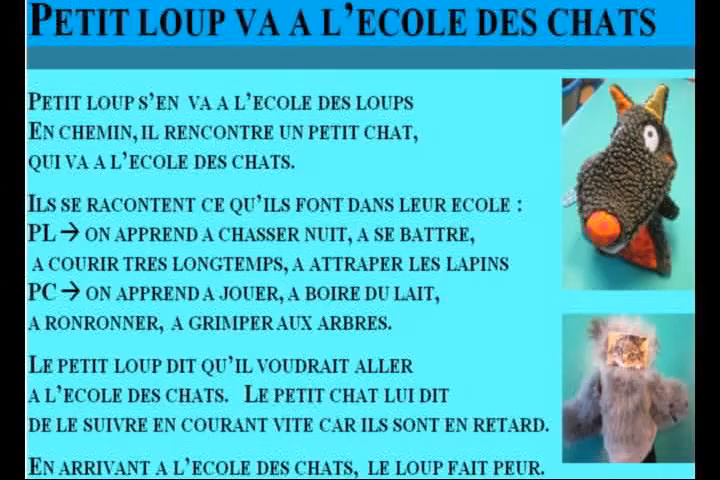 PETIT LOUP VA A L'ECOLE DES CHATS
PETIT LOUP S'EN VA A L'ECOLE DES LOUPS
EN CHEMIN, IL RENCONTRE UN PETIT CHAT,
QUI VA A L'ECOLE DES CHATS.
ILS SE RACONTENT CE QU'ILS FONT DANS LEUR ECOLE :
PL → ON APPREND A CHASSER NUIT, A SE BATTRE,
A COURIR TRES LONGTEMPS, A ATTRAPER LES LAPINS
PC → ON APPREND A JOUER, A BOIRE DU LAIT,
A RONRONNER, A GRIMPER AUX ARBRES.
LE PETIT LOUP DIT QU'IL VOUDRAIT ALLER
A L'ECOLE DES CHATS. LE PETIT CHAT LUI DIT
DE LE SUIVRE EN COURANT VITE CAR ILS SONT EN RETARD.
EN ARRIVANT A L'ECOLE DES CHATS, LE LOUP FAIT PEUR.